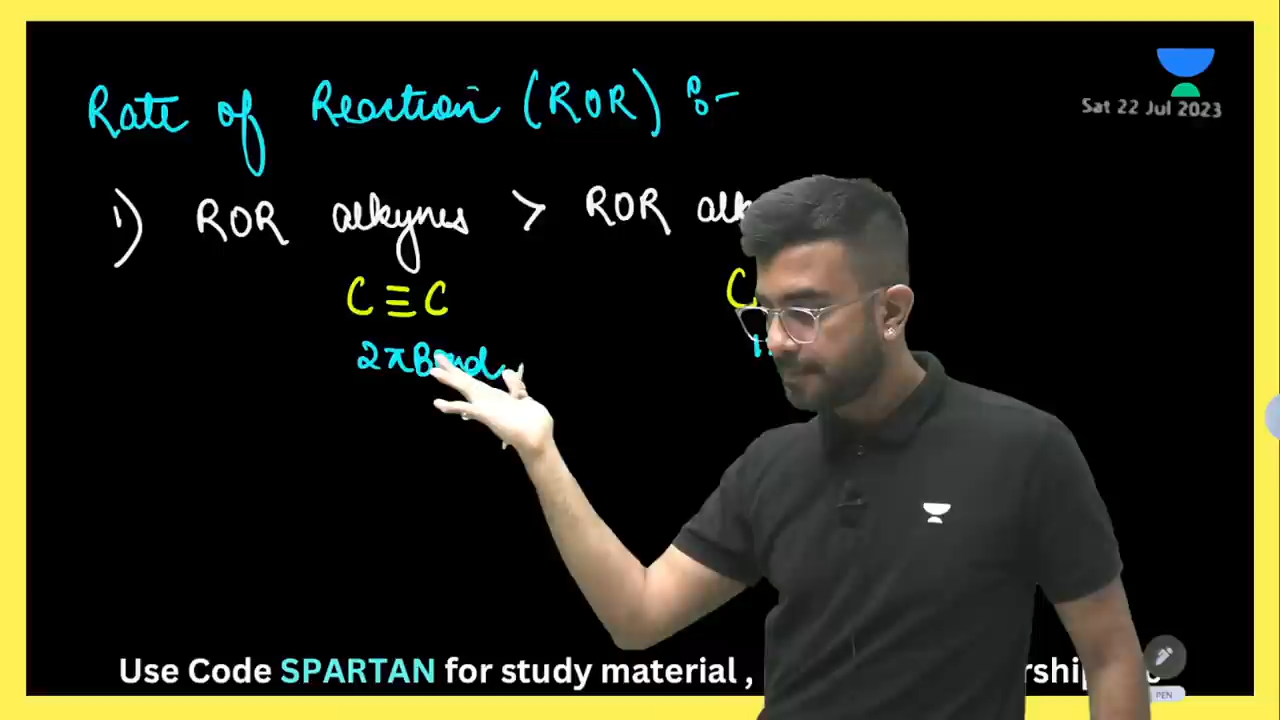 Rate of Reaction (ROR) :-
Sat 22 Jul 2023
1) ROR alkynes > ROR alk
C ≡ C
C
2π Bond
Use Code SPARTAN for study material ,
PEN